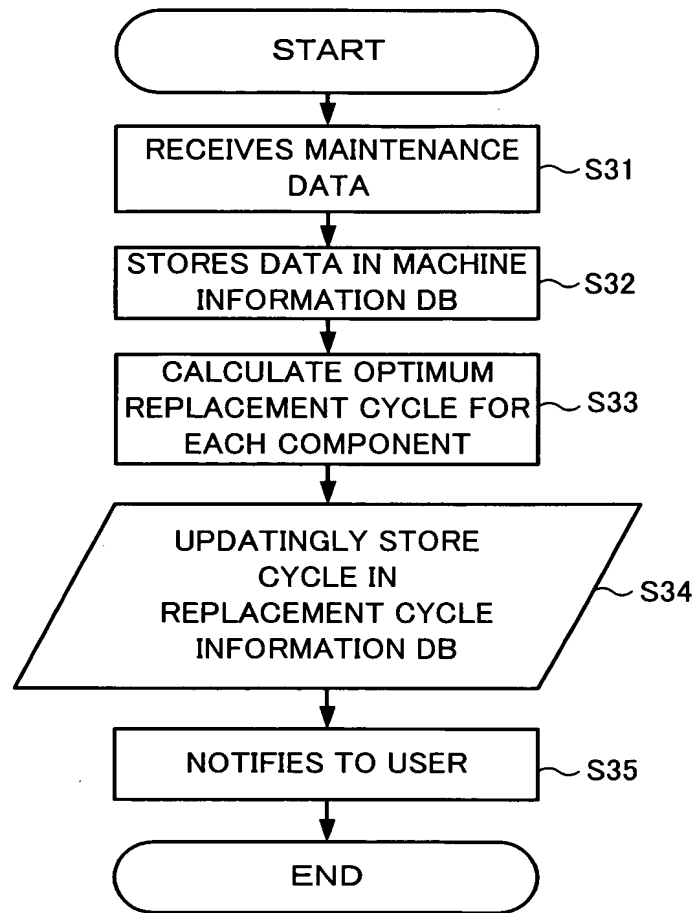 START
RECEIVES MAINTENANCE
DATA
S31
STORES DATA IN MACHINE
INFORMATION DB
S32
CALCULATE OPTIMUM
REPLACEMENT CYCLE FOR
EACH COMPONENT
S33
UPDATINGLY STORE
CYCLE IN
REPLACEMENT CYCLE
INFORMATION DB
S34
NOTIFIES TO USER
S35
END